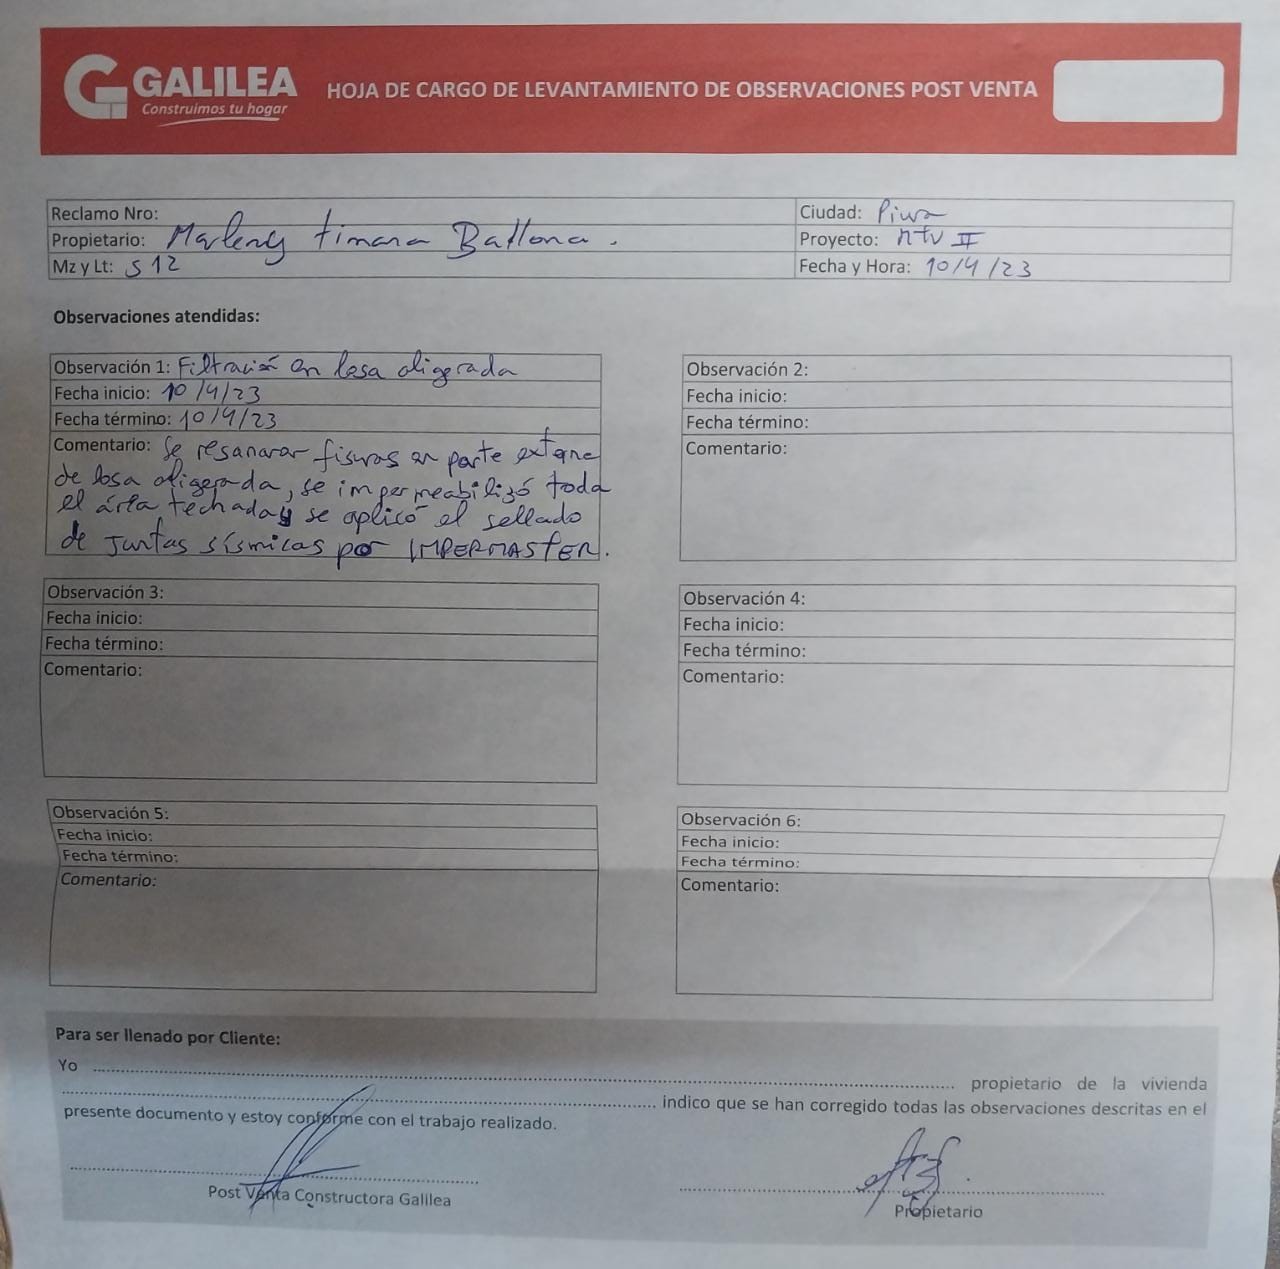 GALILEA
Construimos tu hogar
HOJA DE CARGO DE LEVANTAMIENTO DE OBSERVACIONES POST VENTA
Reclamo Nro:
Ciudad: Piura
Propietario: Marleny timana Ballona.
Proyecto: ntv II
Mz y Lt: S 12
Fecha y Hora: 10/4/23
Observaciones atendidas:
Observación 1: Filtración en losa aligerada
Fecha inicio: 10/4/23
Fecha término: 10/4/23
Comentario: Se resanaron fisuras en parte externa
de losa aligerada, se impermeabilizó toda
el área techada y se aplicó el sellado
de juntas sísmicas por IMPERMASTER.
Observación 2:
Fecha inicio:
Fecha término:
Comentario:
Observación 3:
Fecha inicio:
Fecha término:
Comentario:
Observación 4:
Fecha inicio:
Fecha término:
Comentario:
Observación 5:
Fecha inicio:
Fecha término:
Comentario:
Observación 6:
Fecha inicio:
Fecha término:
Comentario:
Para ser llenado por Cliente:
Yo ........ propietario de la vivienda
........ indico que se han corregido todas las observaciones descritas en el
presente documento y estoy conforme con el trabajo realizado.
Post Venta Constructora Galilea
Propietario